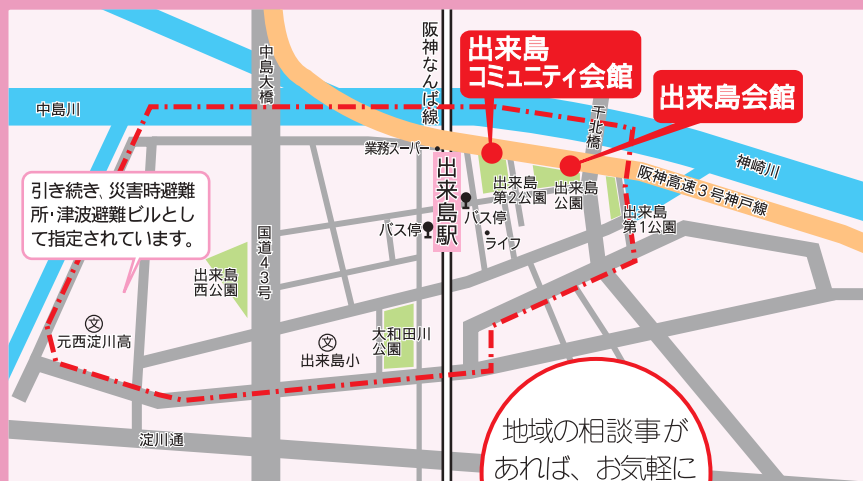 中島大橋
阪神なんば線
出来島
コミュニティ会館
出来島会館
中島川
千北橋
神崎川
業務スーパー
阪神高速3号神戸線
引き続き、災害時避難
所・津波避難ビルとし
て指定されています。
出来島駅
出来島
第2公園
出来島
公園
出来島
第1公園
バス停
バス停
ライフ
国道43号
出来島
西公園
文
元西淀川高
文
出来島小
大和田川
公園
淀川通
地域の相談事が
あれば、お気軽に